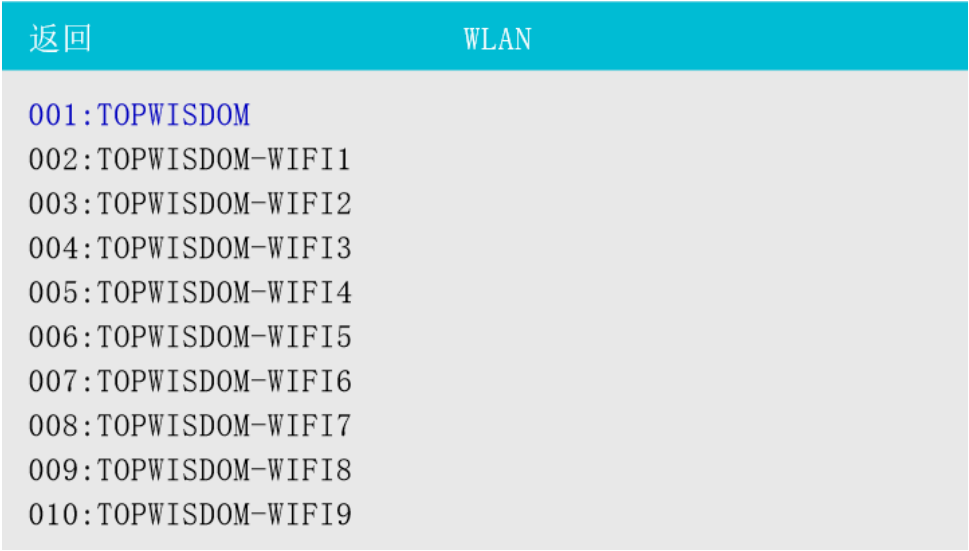 返回 WLAN
001:TOPWISDOM
002:TOPWISDOM-WIFI1
003:TOPWISDOM-WIFI2
004:TOPWISDOM-WIFI3
005:TOPWISDOM-WIFI4
006:TOPWISDOM-WIFI5
007:TOPWISDOM-WIFI6
008:TOPWISDOM-WIFI7
009:TOPWISDOM-WIFI8
010:TOPWISDOM-WIFI9